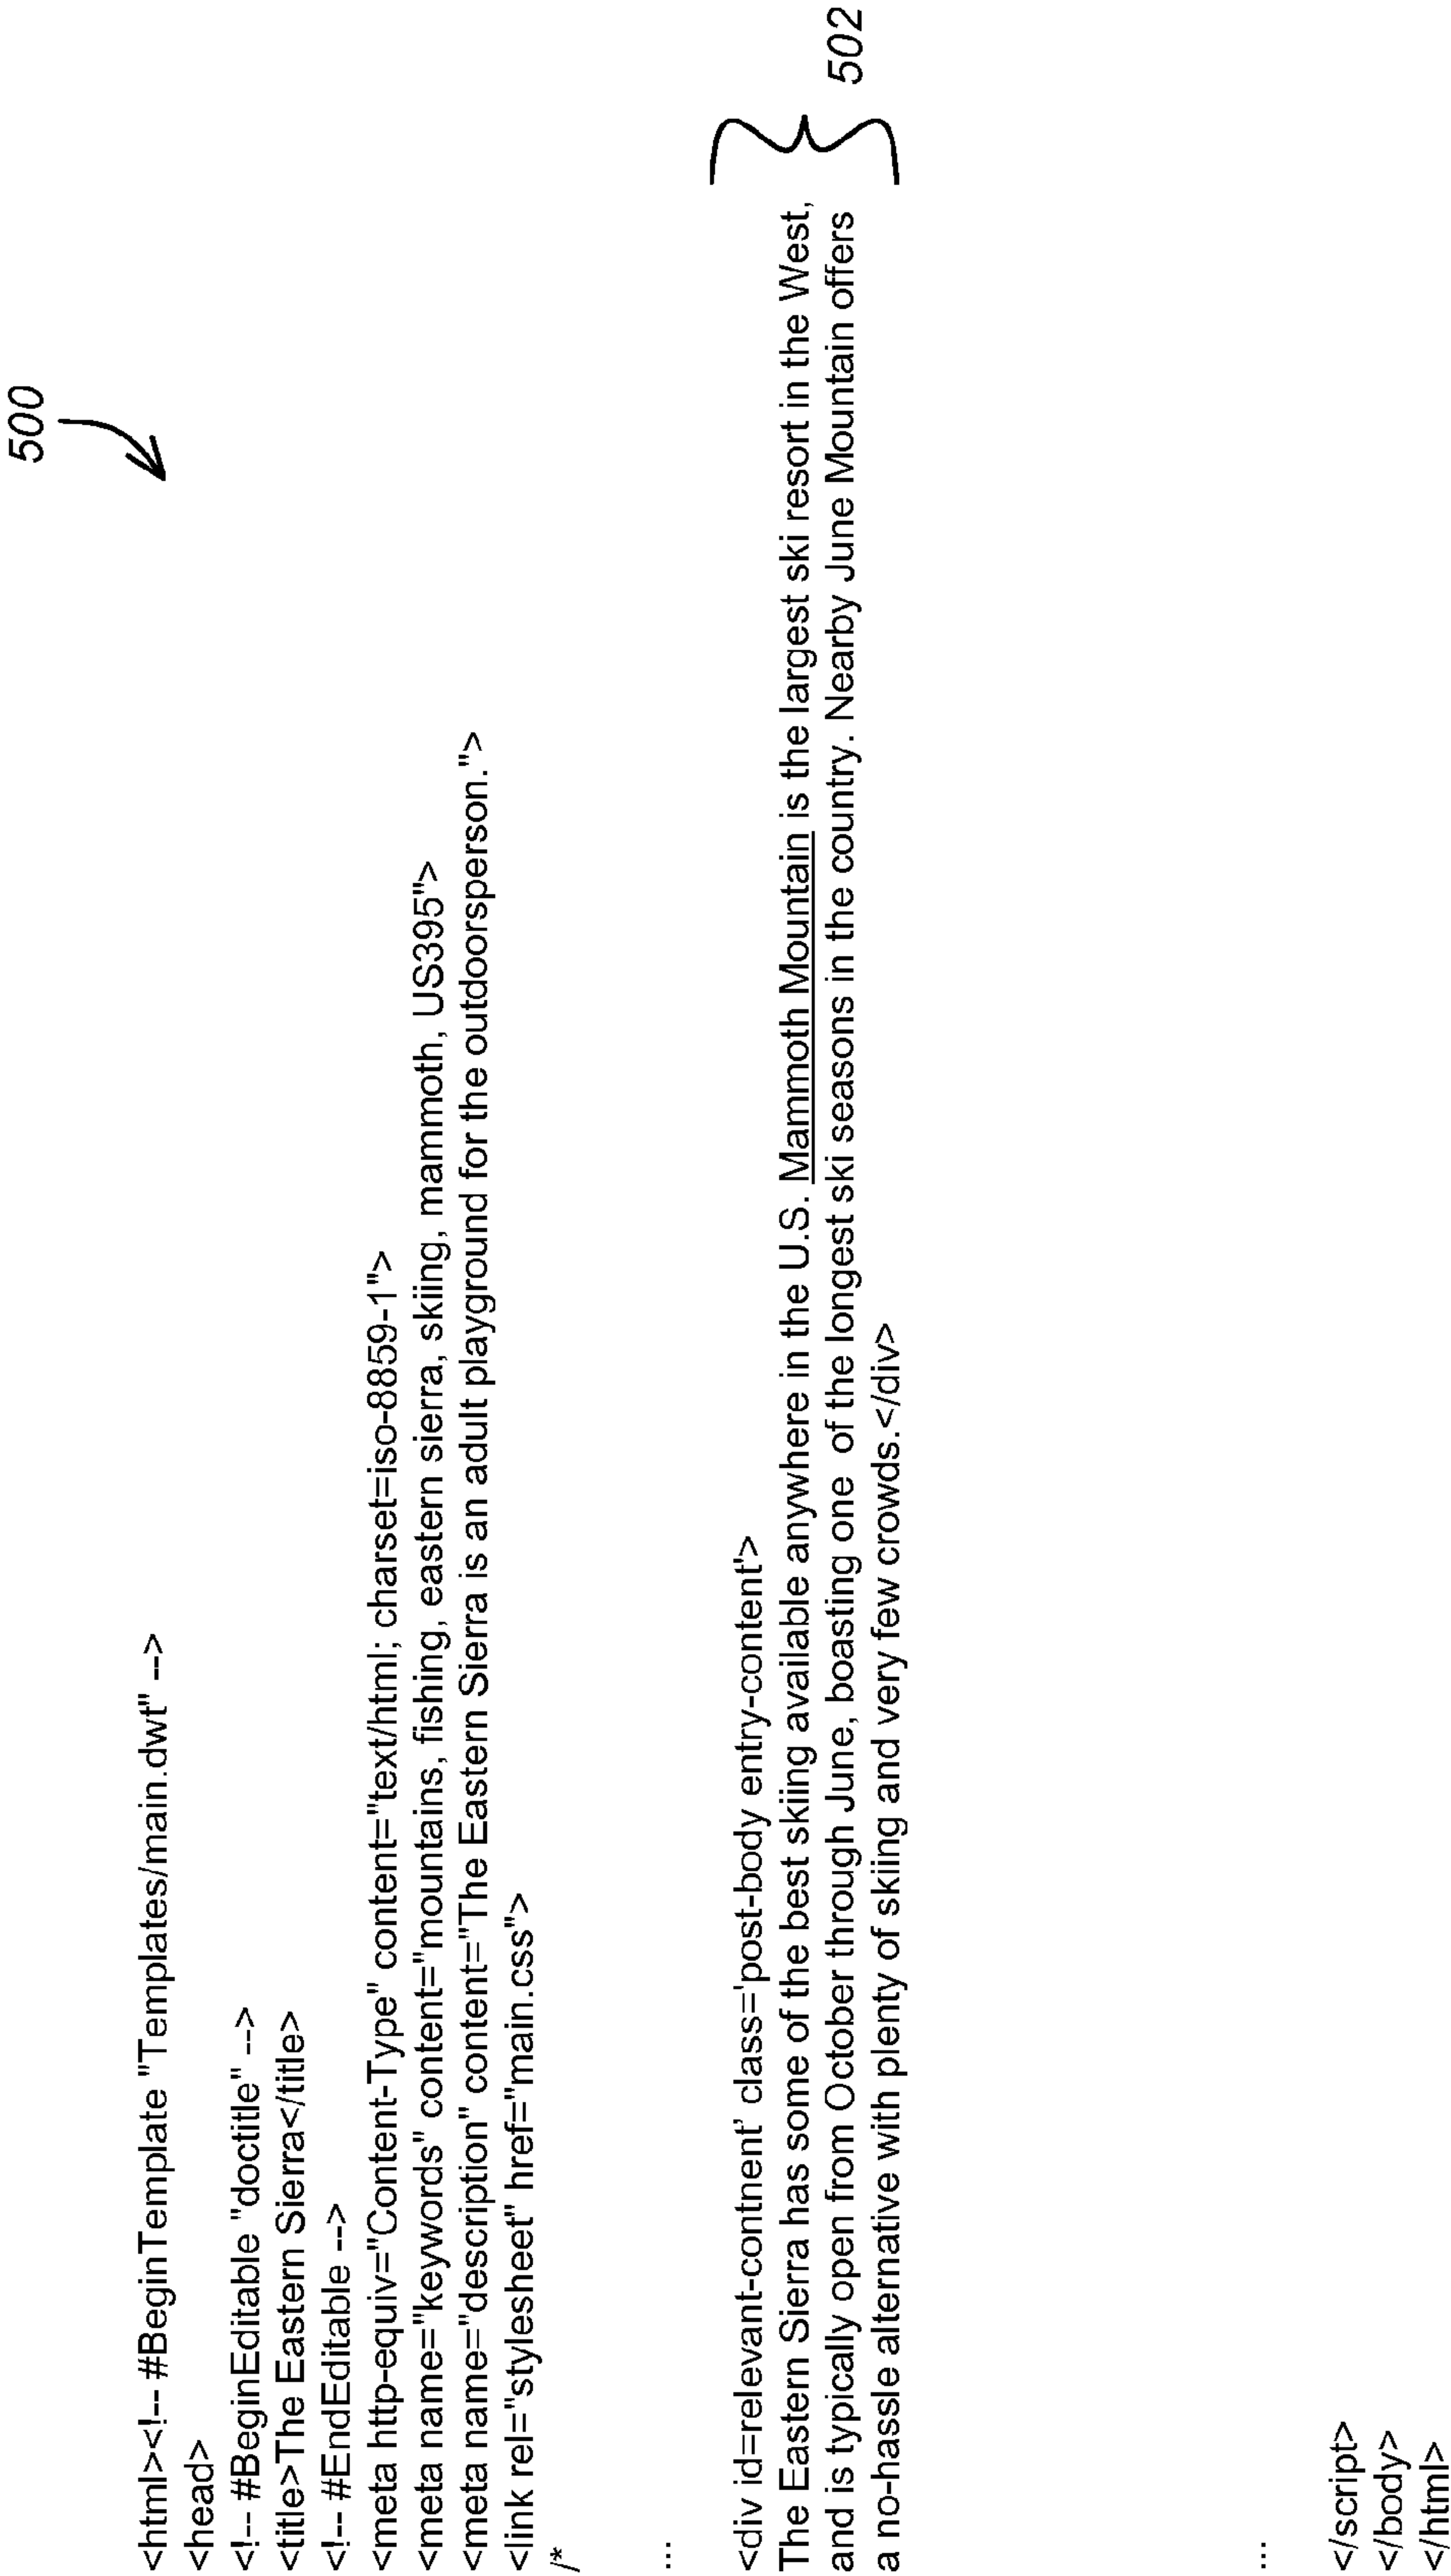 500
<html><!-- #BeginTemplate "Templates/main.dwt" -->
<head>
<!-- #BeginEditable "doctitle" -->
<title>The Eastern Sierra</title>
<!-- #EndEditable -->
<meta http-equiv="Content-Type" content="text/html; charset=iso-8859-1">
<meta name="keywords" content="mountains, fishing, eastern sierra, skiing, mammoth, US395">
<meta name="description" content="The Eastern Sierra is an adult playground for the outdoorsperson.">
<link rel="stylesheet" href="main.css">
/*
...
<div id=relevant-contnent' class='post-body entry-content'>
The Eastern Sierra has some of the best skiing available anywhere in the U.S. Mammoth Mountain is the largest ski resort in the West,
and is typically open from October through June, boasting one of the longest ski seasons in the country. Nearby June Mountain offers
a no-hassle alternative with plenty of skiing and very few crowds.</div>
502
...
</script>
</body>
</html>